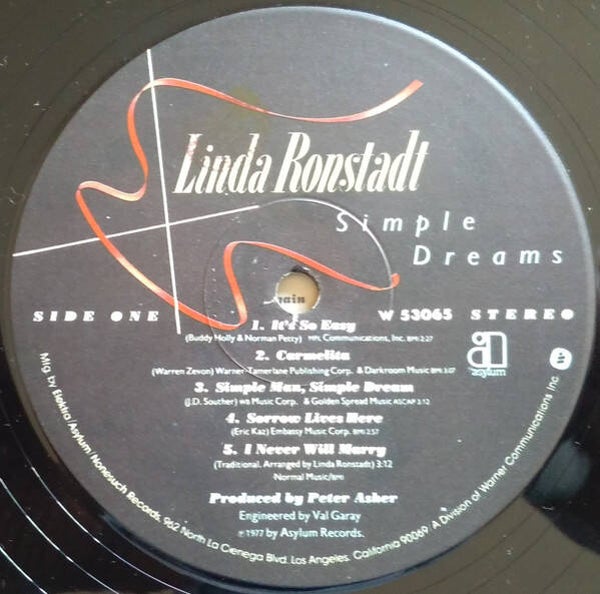 Linda Ronstadt
Simple
Dreams
SIDE ONE
W 53065 STEREO
1. It's So Easy
(Buddy Holly & Norman Petty) MPL Communications, Inc. BMI 2:27
2. Carmelita
(Warren Zevon) Warner-Tamerlane Publishing Corp. & Darkroom Music BMI 3:07
3. Simple Man, Simple Dream
(J.D. Souther) WB Music Corp. & Golden Spread Music ASCAP 3:12
4. Sorrow Lives Here
(Eric Kaz) Embassy Music Corp. BMI 2:57
5. I Never Will Marry
(Traditional, Arranged by Linda Ronstadt) 3:12
Normal Music/BMI
asylum
Produced by Peter Asher
Engineered by Val Garay
℗ 1977 by Asylum Records.
Mfg. by Elektra/Asylum/Nonesuch Records, 962 North La Cienega Blvd. Los Angeles, California 90069. A Division of Warner Communications Inc.